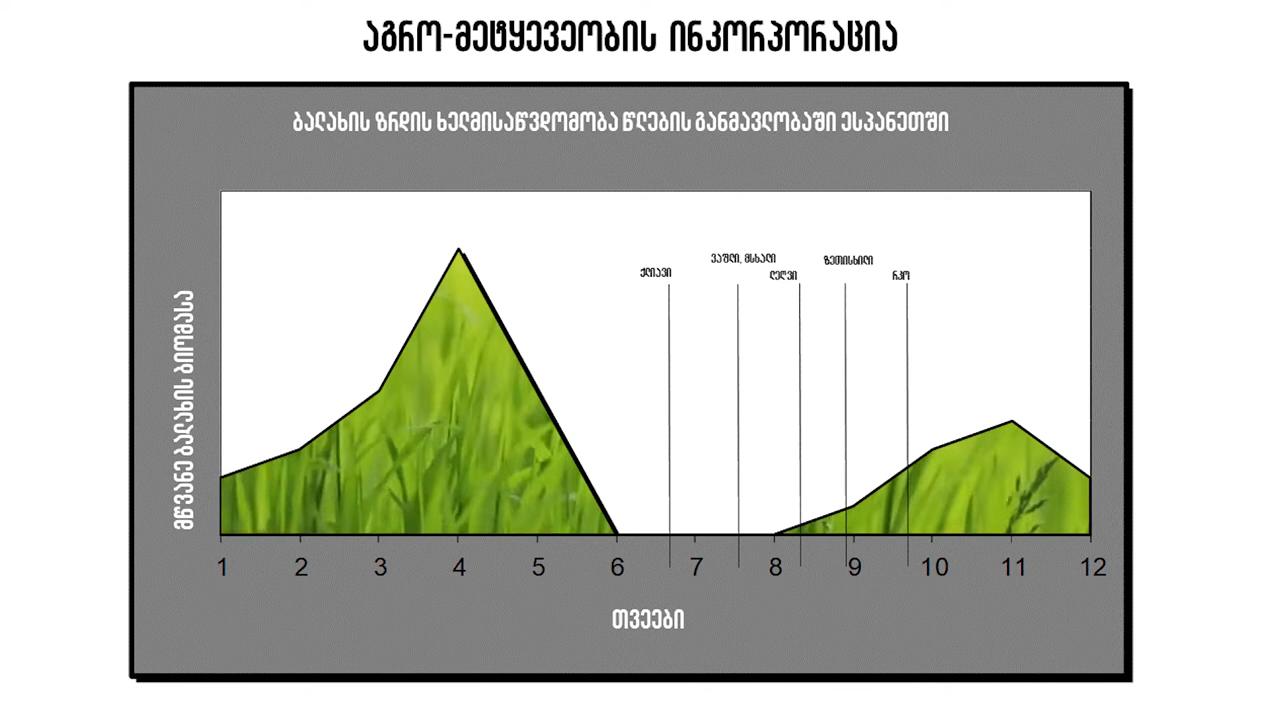 აგრო-მეტყევეობის ინკორპორაცია
ბალახის ზრდის ხელმისაწვდომობა წლების განმავლობაში ესპანეთში
ვაშლი, მსხალი
ზეთისხილი
ქლიავი
ლეღვი
რკო
მწვანე ბალახის ბიომასა
1 2 3 4 5 6 7 8 9 10 11 12
თვეები